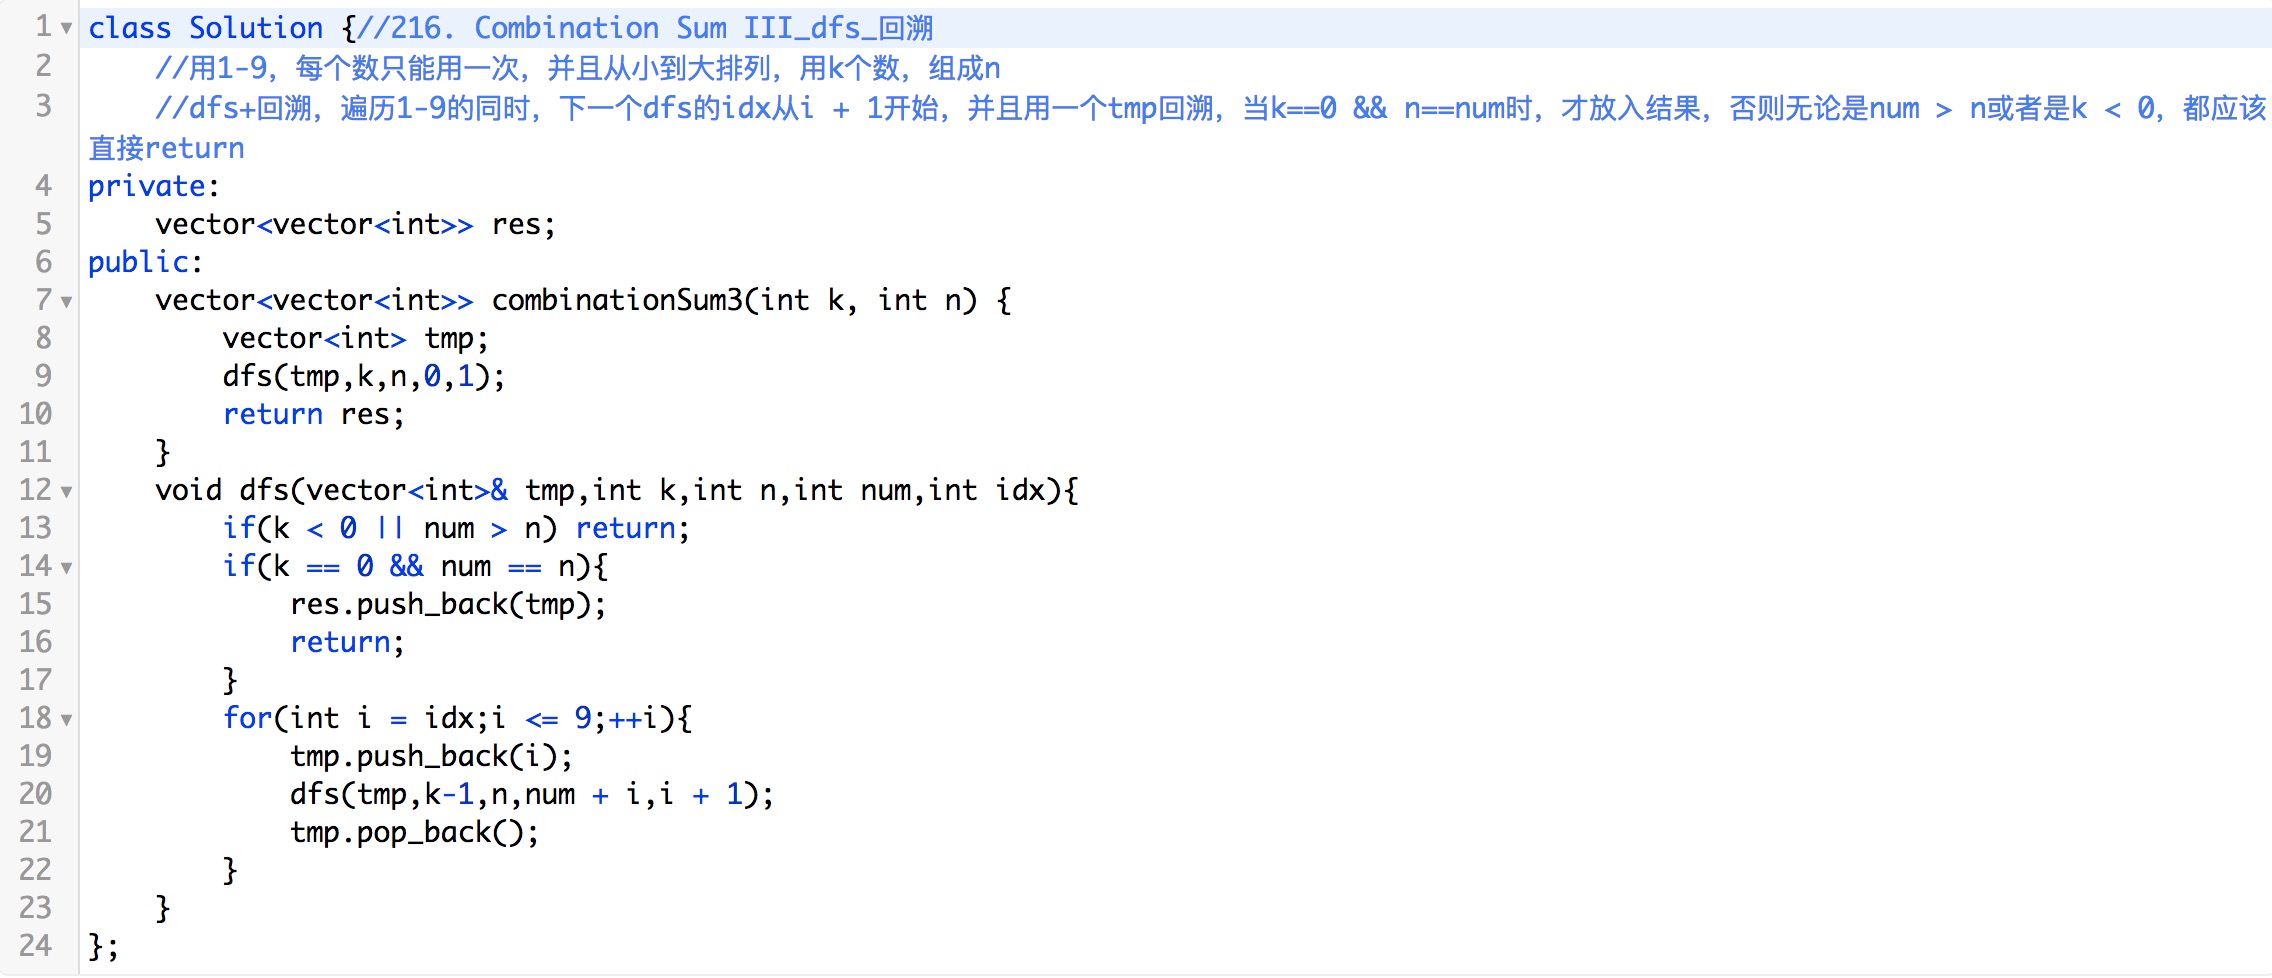 1 class Solution {//216. Combination Sum III_dfs_回溯
2     //用1-9，每个数只能用一次，并且从小到大排列，用k个数，组成n
3     //dfs+回溯，遍历1-9的同时，下一个dfs的idx从i + 1开始，并且用一个tmp回溯，当k==0 && n==num时，才放入结果，否则无论是num > n或者是k < 0，都应该
直接return
4 private:
5     vector<vector<int>> res;
6 public:
7     vector<vector<int>> combinationSum3(int k, int n) {
8         vector<int> tmp;
9         dfs(tmp,k,n,0,1);
10         return res;
11     }
12     void dfs(vector<int>& tmp,int k,int n,int num,int idx){
13         if(k < 0 || num > n) return;
14         if(k == 0 && num == n){
15             res.push_back(tmp);
16             return;
17         }
18         for(int i = idx;i <= 9;++i){
19             tmp.push_back(i);
20             dfs(tmp,k-1,n,num + i,i + 1);
21             tmp.pop_back();
22         }
23     }
24 };